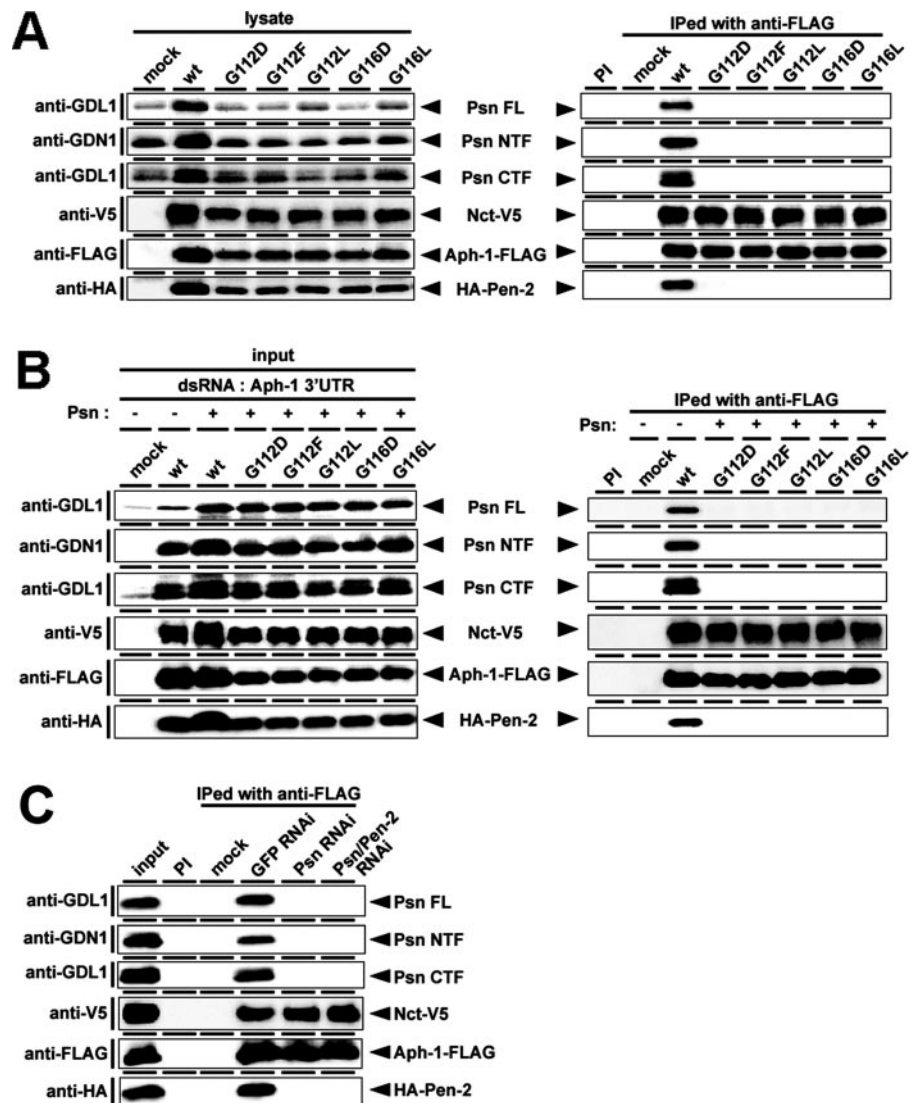 A
lysate
mock wt G112D G112F G112L G116D G116L
IPed with anti-FLAG
PI mock wt G112D G112F G112L G116D G116L
anti-GDL1 Psn FL
anti-GDN1 Psn NTF
anti-GDL1 Psn CTF
anti-V5 Nct-V5
anti-FLAG Aph-1-FLAG
anti-HA HA-Pen-2
B
input
dsRNA : Aph-1 3'UTR
Psn : - - + + + + + +
mock wt wt G112D G112F G112L G116D G116L
IPed with anti-FLAG
Psn: - - + + + + +
PI mock wt G112D G112F G112L G116D G116L
anti-GDL1 Psn FL
anti-GDN1 Psn NTF
anti-GDL1 Psn CTF
anti-V5 Nct-V5
anti-FLAG Aph-1-FLAG
anti-HA HA-Pen-2
C
IPed with anti-FLAG
input PI mock GFP RNAi Psn RNAi Psn/Pen-2
RNAi
anti-GDL1 Psn FL
anti-GDN1 Psn NTF
anti-GDL1 Psn CTF
anti-V5 Nct-V5
anti-FLAG Aph-1-FLAG
anti-HA HA-Pen-2